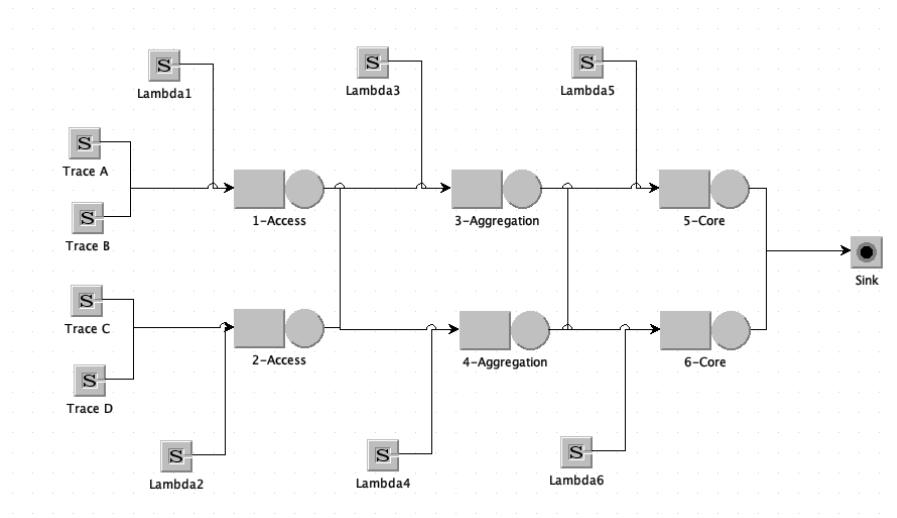 S
Lambda1
S
Lambda3
S
Lambda5
S
Trace A
S
Trace B
1-Access
3-Aggregation
5-Core
Sink
S
Trace C
S
Trace D
2-Access
4-Aggregation
6-Core
S
Lambda2
S
Lambda4
S
Lambda6